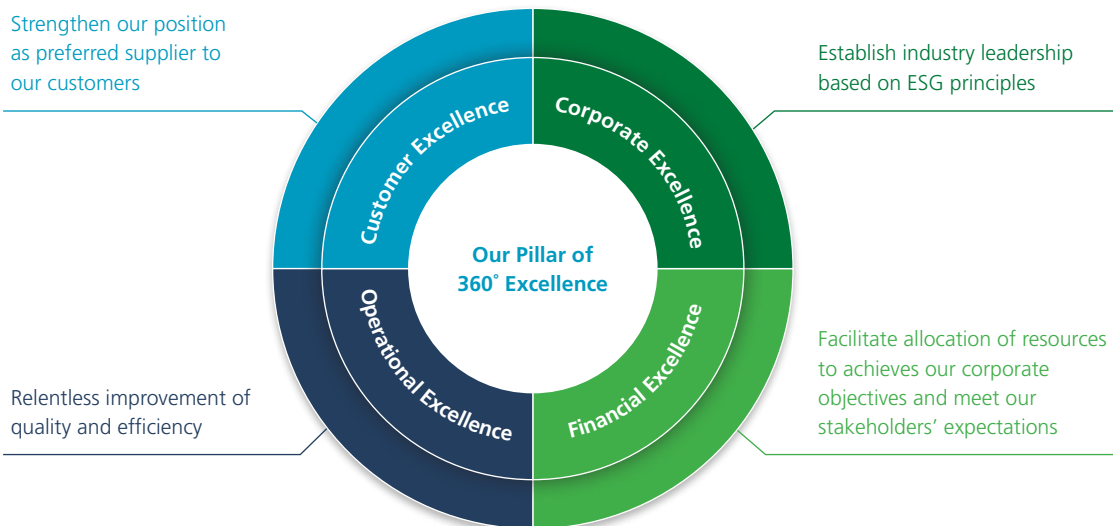 Strengthen our position
as preferred supplier to
our customers
Establish industry leadership
based on ESG principles
Customer Excellence
Corporate Excellence
Our Pillar of
360° Excellence
Operational Excellence
Financial Excellence
Relentless improvement of
quality and efficiency
Facilitate allocation of resources
to achieves our corporate
objectives and meet our
stakeholders’ expectations